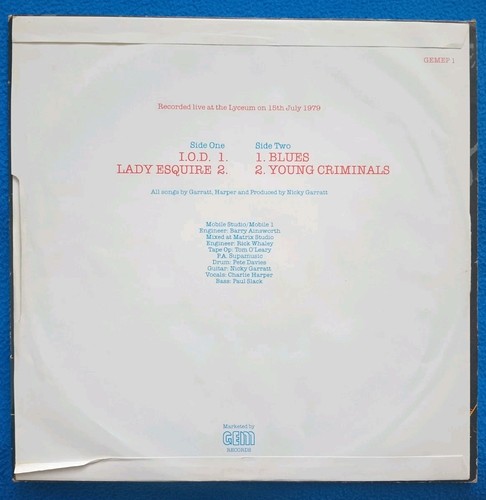 GEMEP 1
Recorded live at the Lyceum on 15th July 1979
Side One
I.O.D. 1.
LADY ESQUIRE 2.
Side Two
1. BLUES
2. YOUNG CRIMINALS
All songs by Garratt, Harper and Produced by Nicky Garratt
Mobile Studio/Mobile 1
Engineer: Barry Ainsworth
Mixed at Matrix Studio
Engineer: Rick Whaley
Tape Op: Tom O'Leary
P.A. Supamusic
Drum: Pete Davies
Guitar: Nicky Garratt
Vocals: Charlie Harper
Bass: Paul Slack
Marketed by
GEM
RECORDS